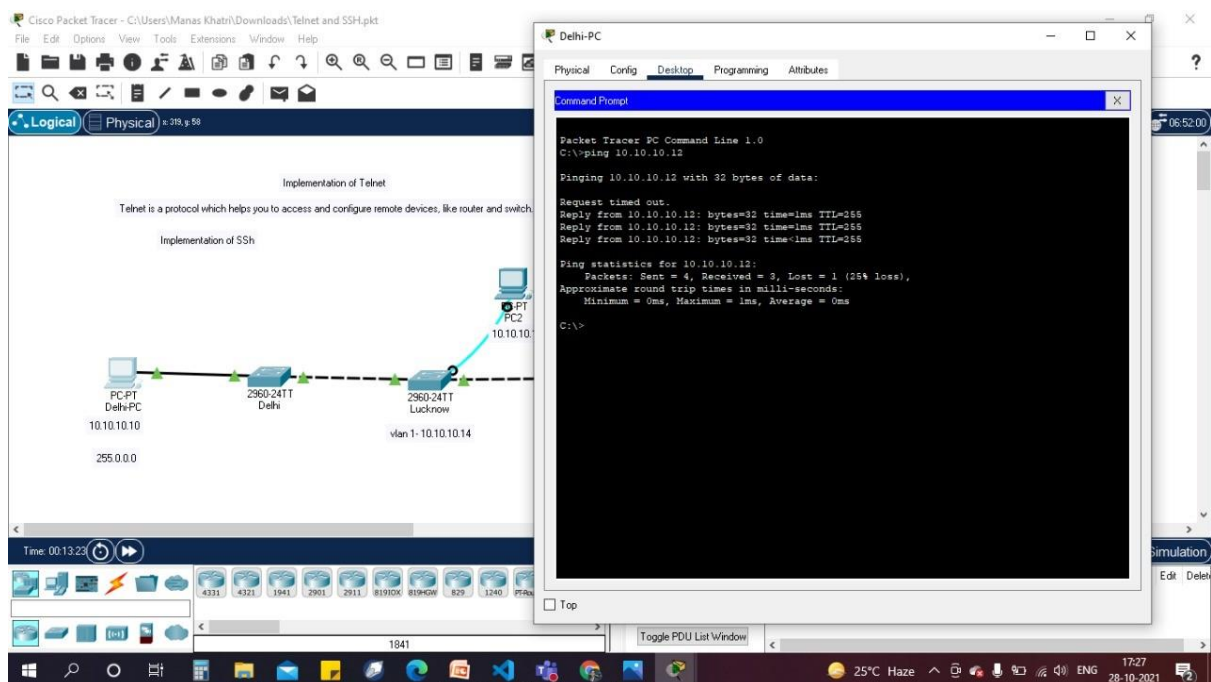 Cisco Packet Tracer - C:\Users\Manas Khatri\Downloads\Telnet and SSH.pkt
File Edit Options View Tools Extensions Window Help
Logical Physical x: 319, y: 58
06:52:00
Implementation of Telnet
Telnet is a protocol which helps you to access and configure remote devices, like router and switch.
Implementation of SSh
PC2
10.10.10.
PC-PT
Delhi-PC
10.10.10.10
255.0.0.0
2960-24TT
Delhi
2960-24TT
Lucknow
vlan 1- 10.10.10.14
Delhi-PC
Physical Config Desktop Programming Attributes
Command Prompt X
Packet Tracer PC Command Line 1.0
C:\>ping 10.10.10.12
Pinging 10.10.10.12 with 32 bytes of data:
Request timed out.
Reply from 10.10.10.12: bytes=32 time=1ms TTL=255
Reply from 10.10.10.12: bytes=32 time=1ms TTL=255
Reply from 10.10.10.12: bytes=32 time<1ms TTL=255
Ping statistics for 10.10.10.12:
Packets: Sent = 4, Received = 3, Lost = 1 (25% loss),
Approximate round trip times in milli-seconds:
Minimum = 0ms, Maximum = 1ms, Average = 0ms
C:\>
Top
Time: 00:13:23
Simulation
4331 4321 1941 2901 2911 819IOX 819HGW 829 1240
Edit Delete
1841
Toggle PDU List Window
25°C Haze ENG 17:27
28-10-2021